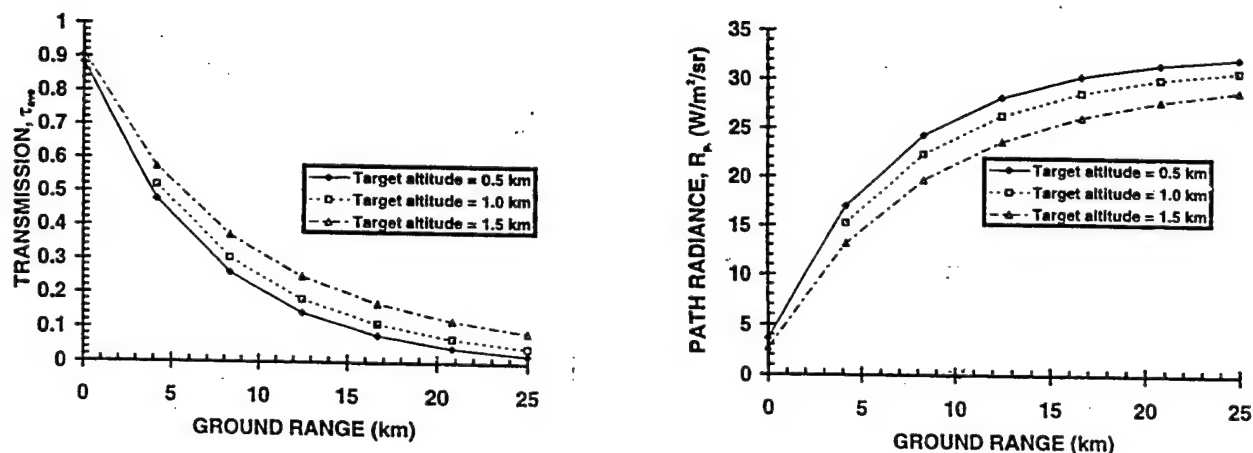 TRANSMISSION, τave
1
0.9
0.8
0.7
0.6
0.5
0.4
0.3
0.2
0.1
0
0 5 10 15 20 25
GROUND RANGE (km)
Target altitude = 0.5 km
Target altitude = 1.0 km
Target altitude = 1.5 km
PATH RADIANCE, Rp, (W/m²/sr)
35
30
25
20
15
10
5
0
0 5 10 15 20 25
GROUND RANGE (km)
Target altitude = 0.5 km
Target altitude = 1.0 km
Target altitude = 1.5 km